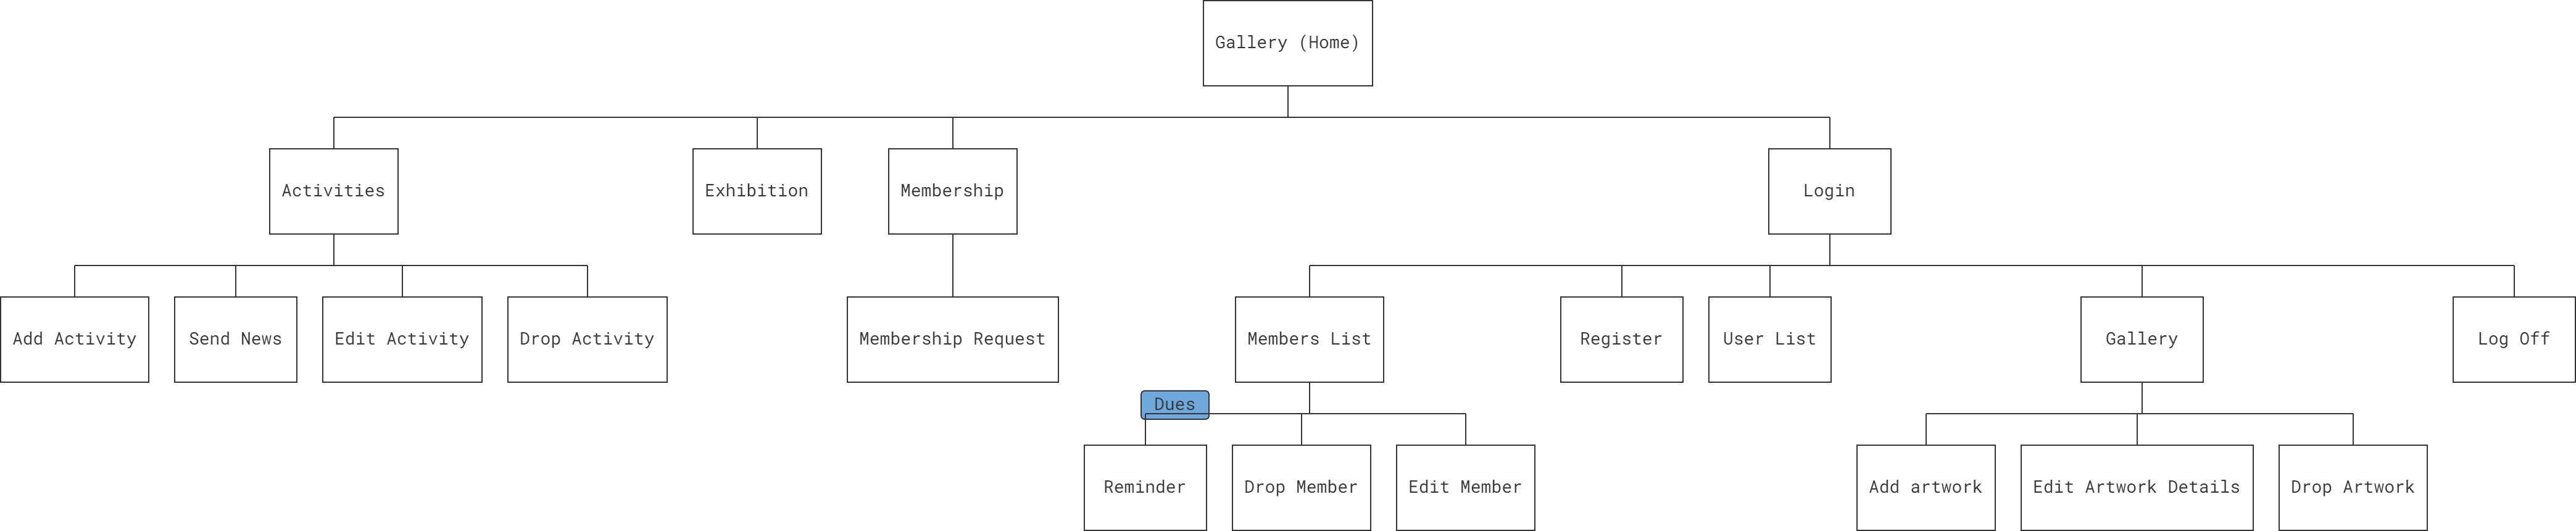 Gallery (Home)
Activities
Exhibition
Membership
Login
Add Activity
Send News
Edit Activity
Drop Activity
Membership Request
Members List
Register
User List
Gallery
Log Off
Dues
Reminder
Drop Member
Edit Member
Add artwork
Edit Artwork Details
Drop Artwork